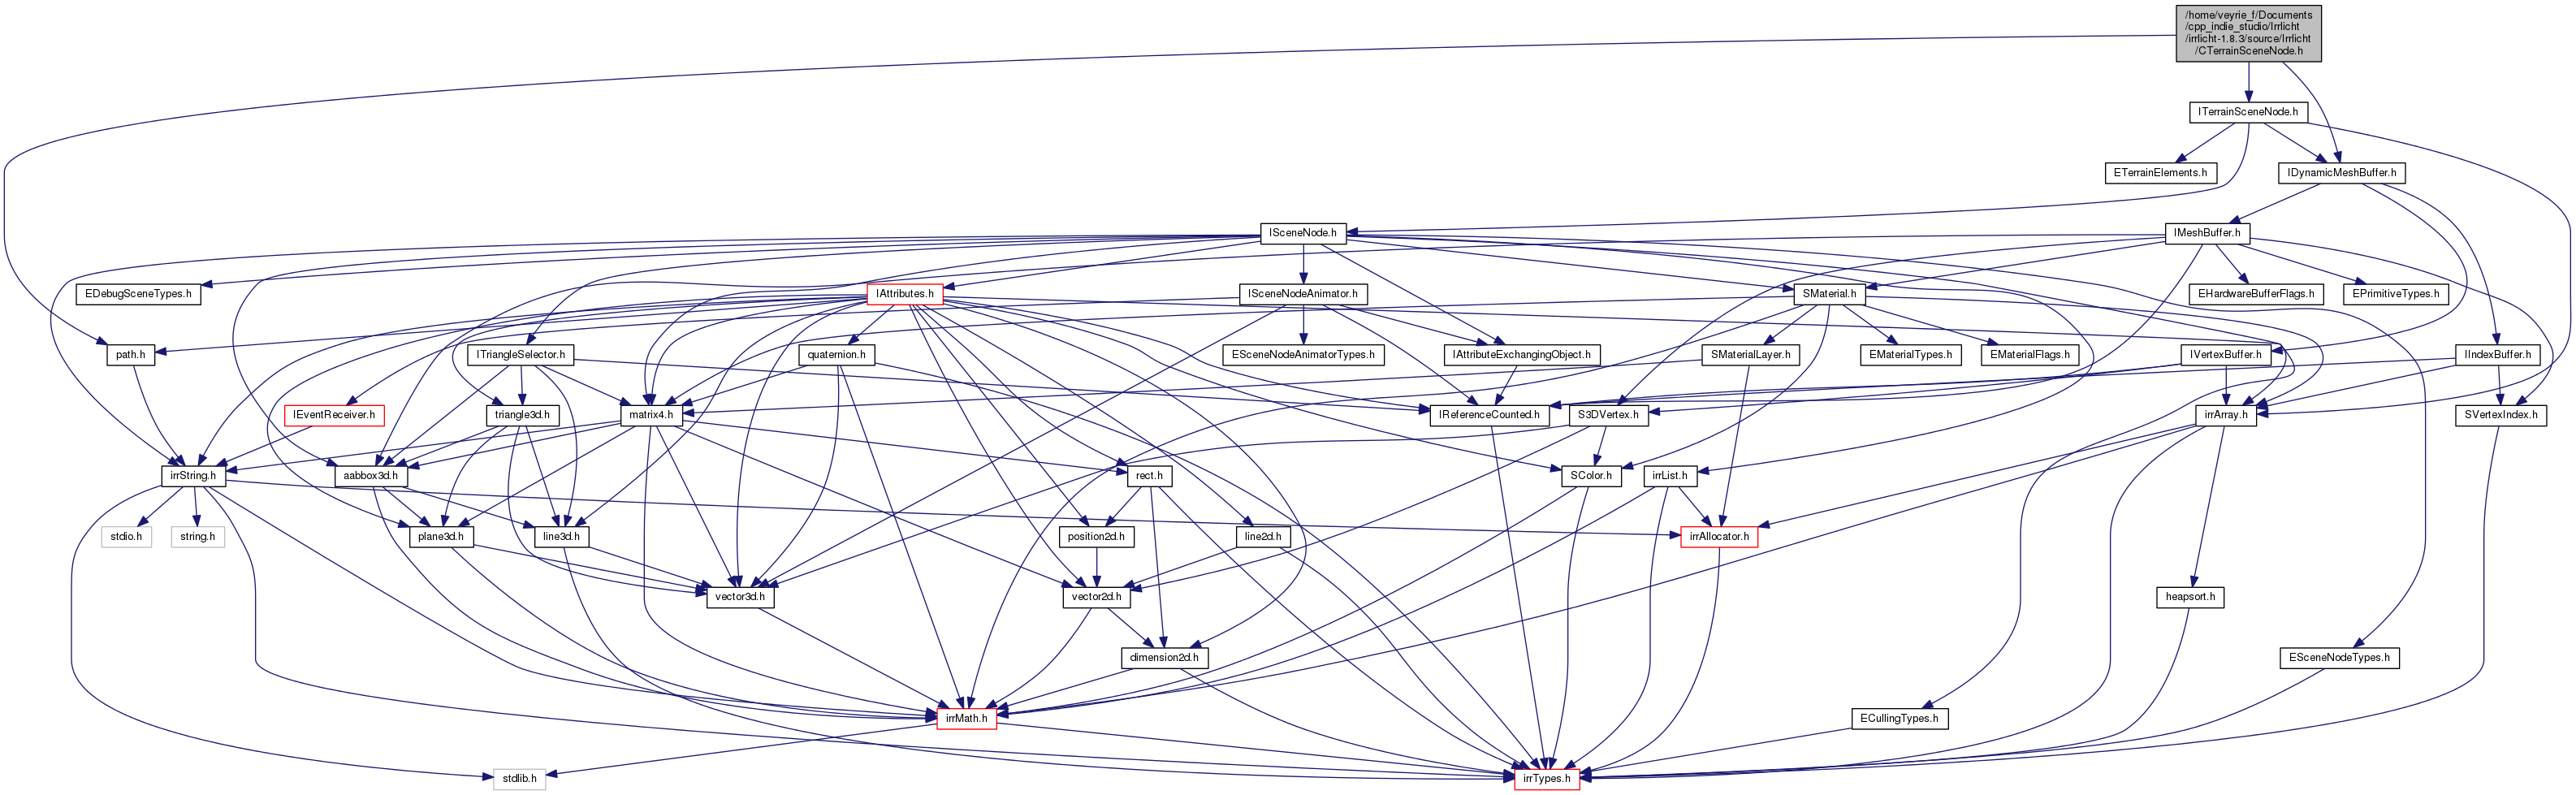 /home/veyrie_f/Documents
/cpp_indie_studio/Irrlicht
/irrlicht-1.8.3/source/Irrlicht
/CTerrainSceneNode.h
ITerrainSceneNode.h
ETerrainElements.h
IDynamicMeshBuffer.h
ISceneNode.h
IMeshBuffer.h
EDebugSceneTypes.h
IAttributes.h
ISceneNodeAnimator.h
SMaterial.h
EHardwareBufferFlags.h
EPrimitiveTypes.h
path.h
ITriangleSelector.h
quaternion.h
ESceneNodeAnimatorTypes.h
IAttributeExchangingObject.h
SMaterialLayer.h
EMaterialTypes.h
EMaterialFlags.h
IVertexBuffer.h
IIndexBuffer.h
IEventReceiver.h
triangle3d.h
matrix4.h
IReferenceCounted.h
S3DVertex.h
irrArray.h
SVertexIndex.h
irrString.h
aabbox3d.h
rect.h
SColor.h
irrList.h
stdio.h
string.h
plane3d.h
line3d.h
position2d.h
line2d.h
irrAllocator.h
vector3d.h
vector2d.h
heapsort.h
dimension2d.h
ESceneNodeTypes.h
irrMath.h
ECullingTypes.h
stdlib.h
irrTypes.h